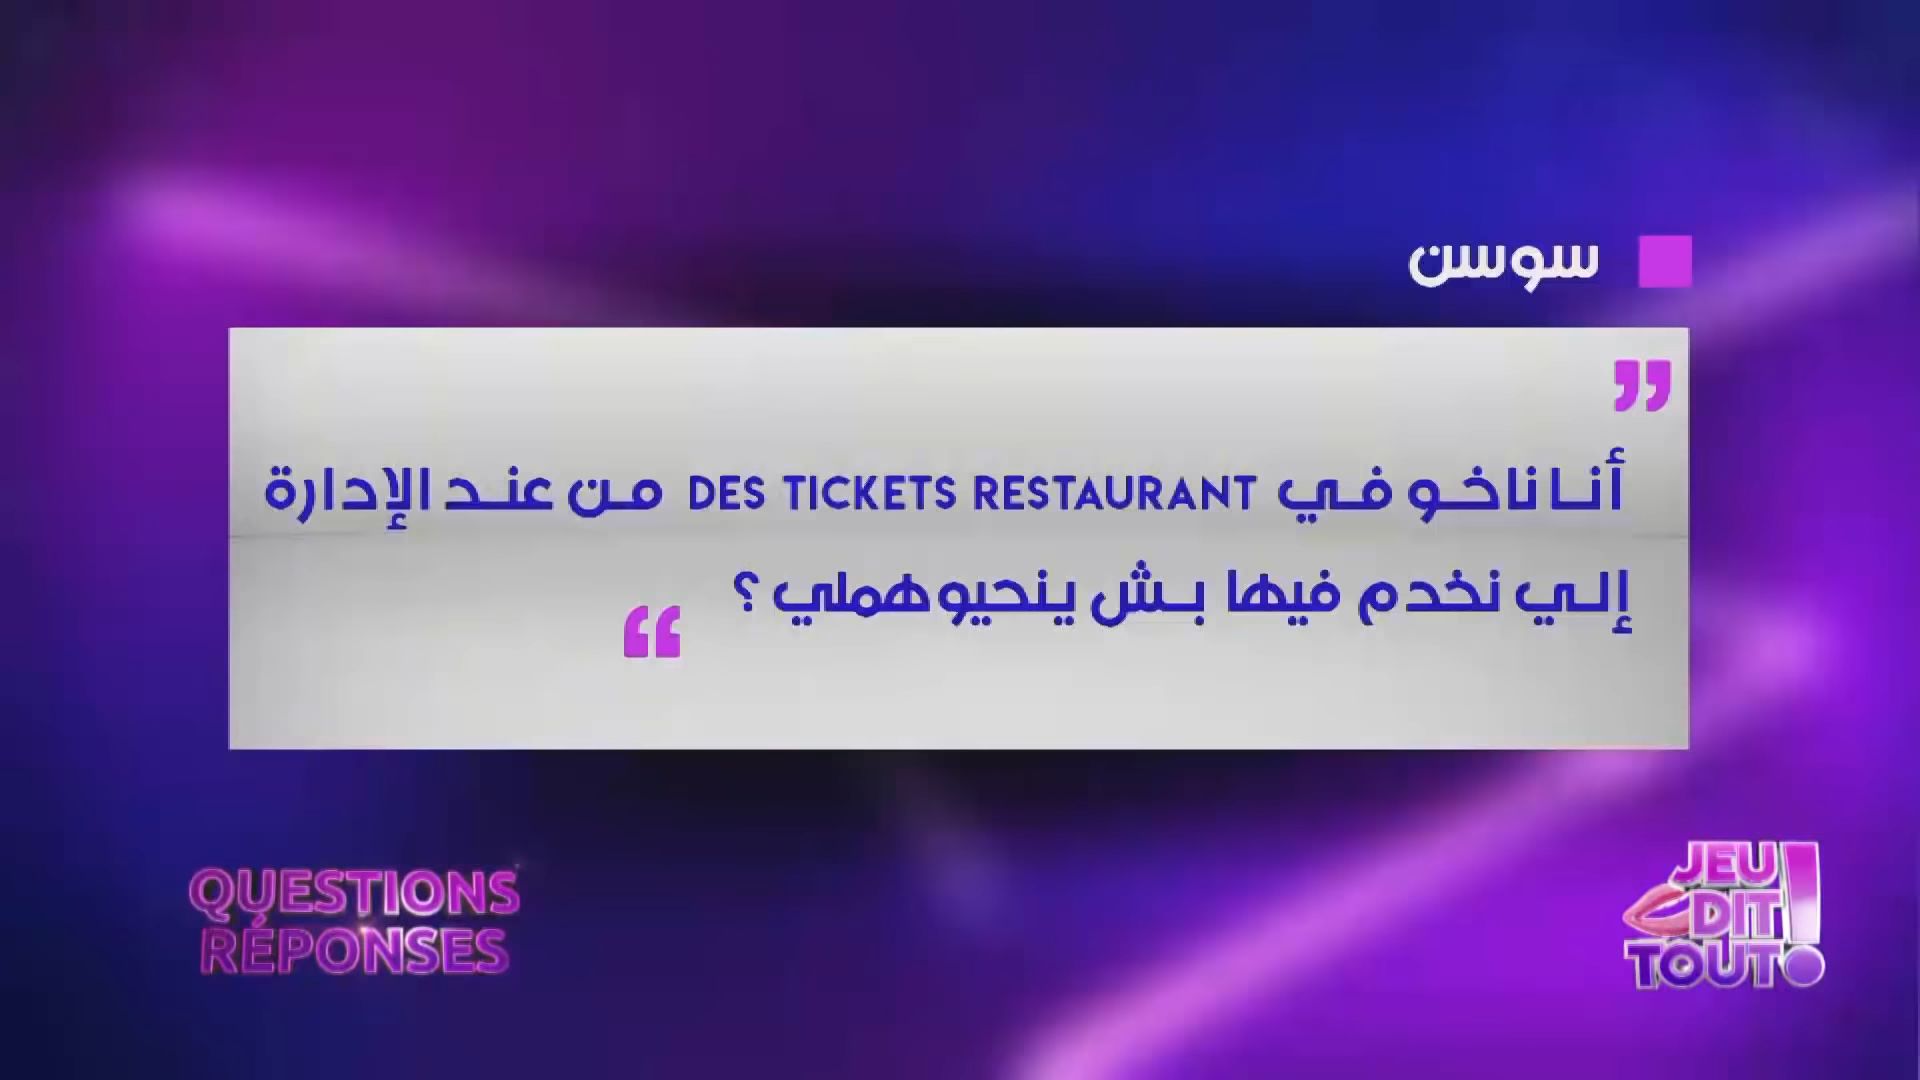 سوسن
أنا ناخو في DES TICKETS RESTAURANT من عند الإدارة
إلي نخدم فيها بش ينحيوهملي ؟
QUESTIONS
RÉPONSES
JEU
DIT
TOUT!